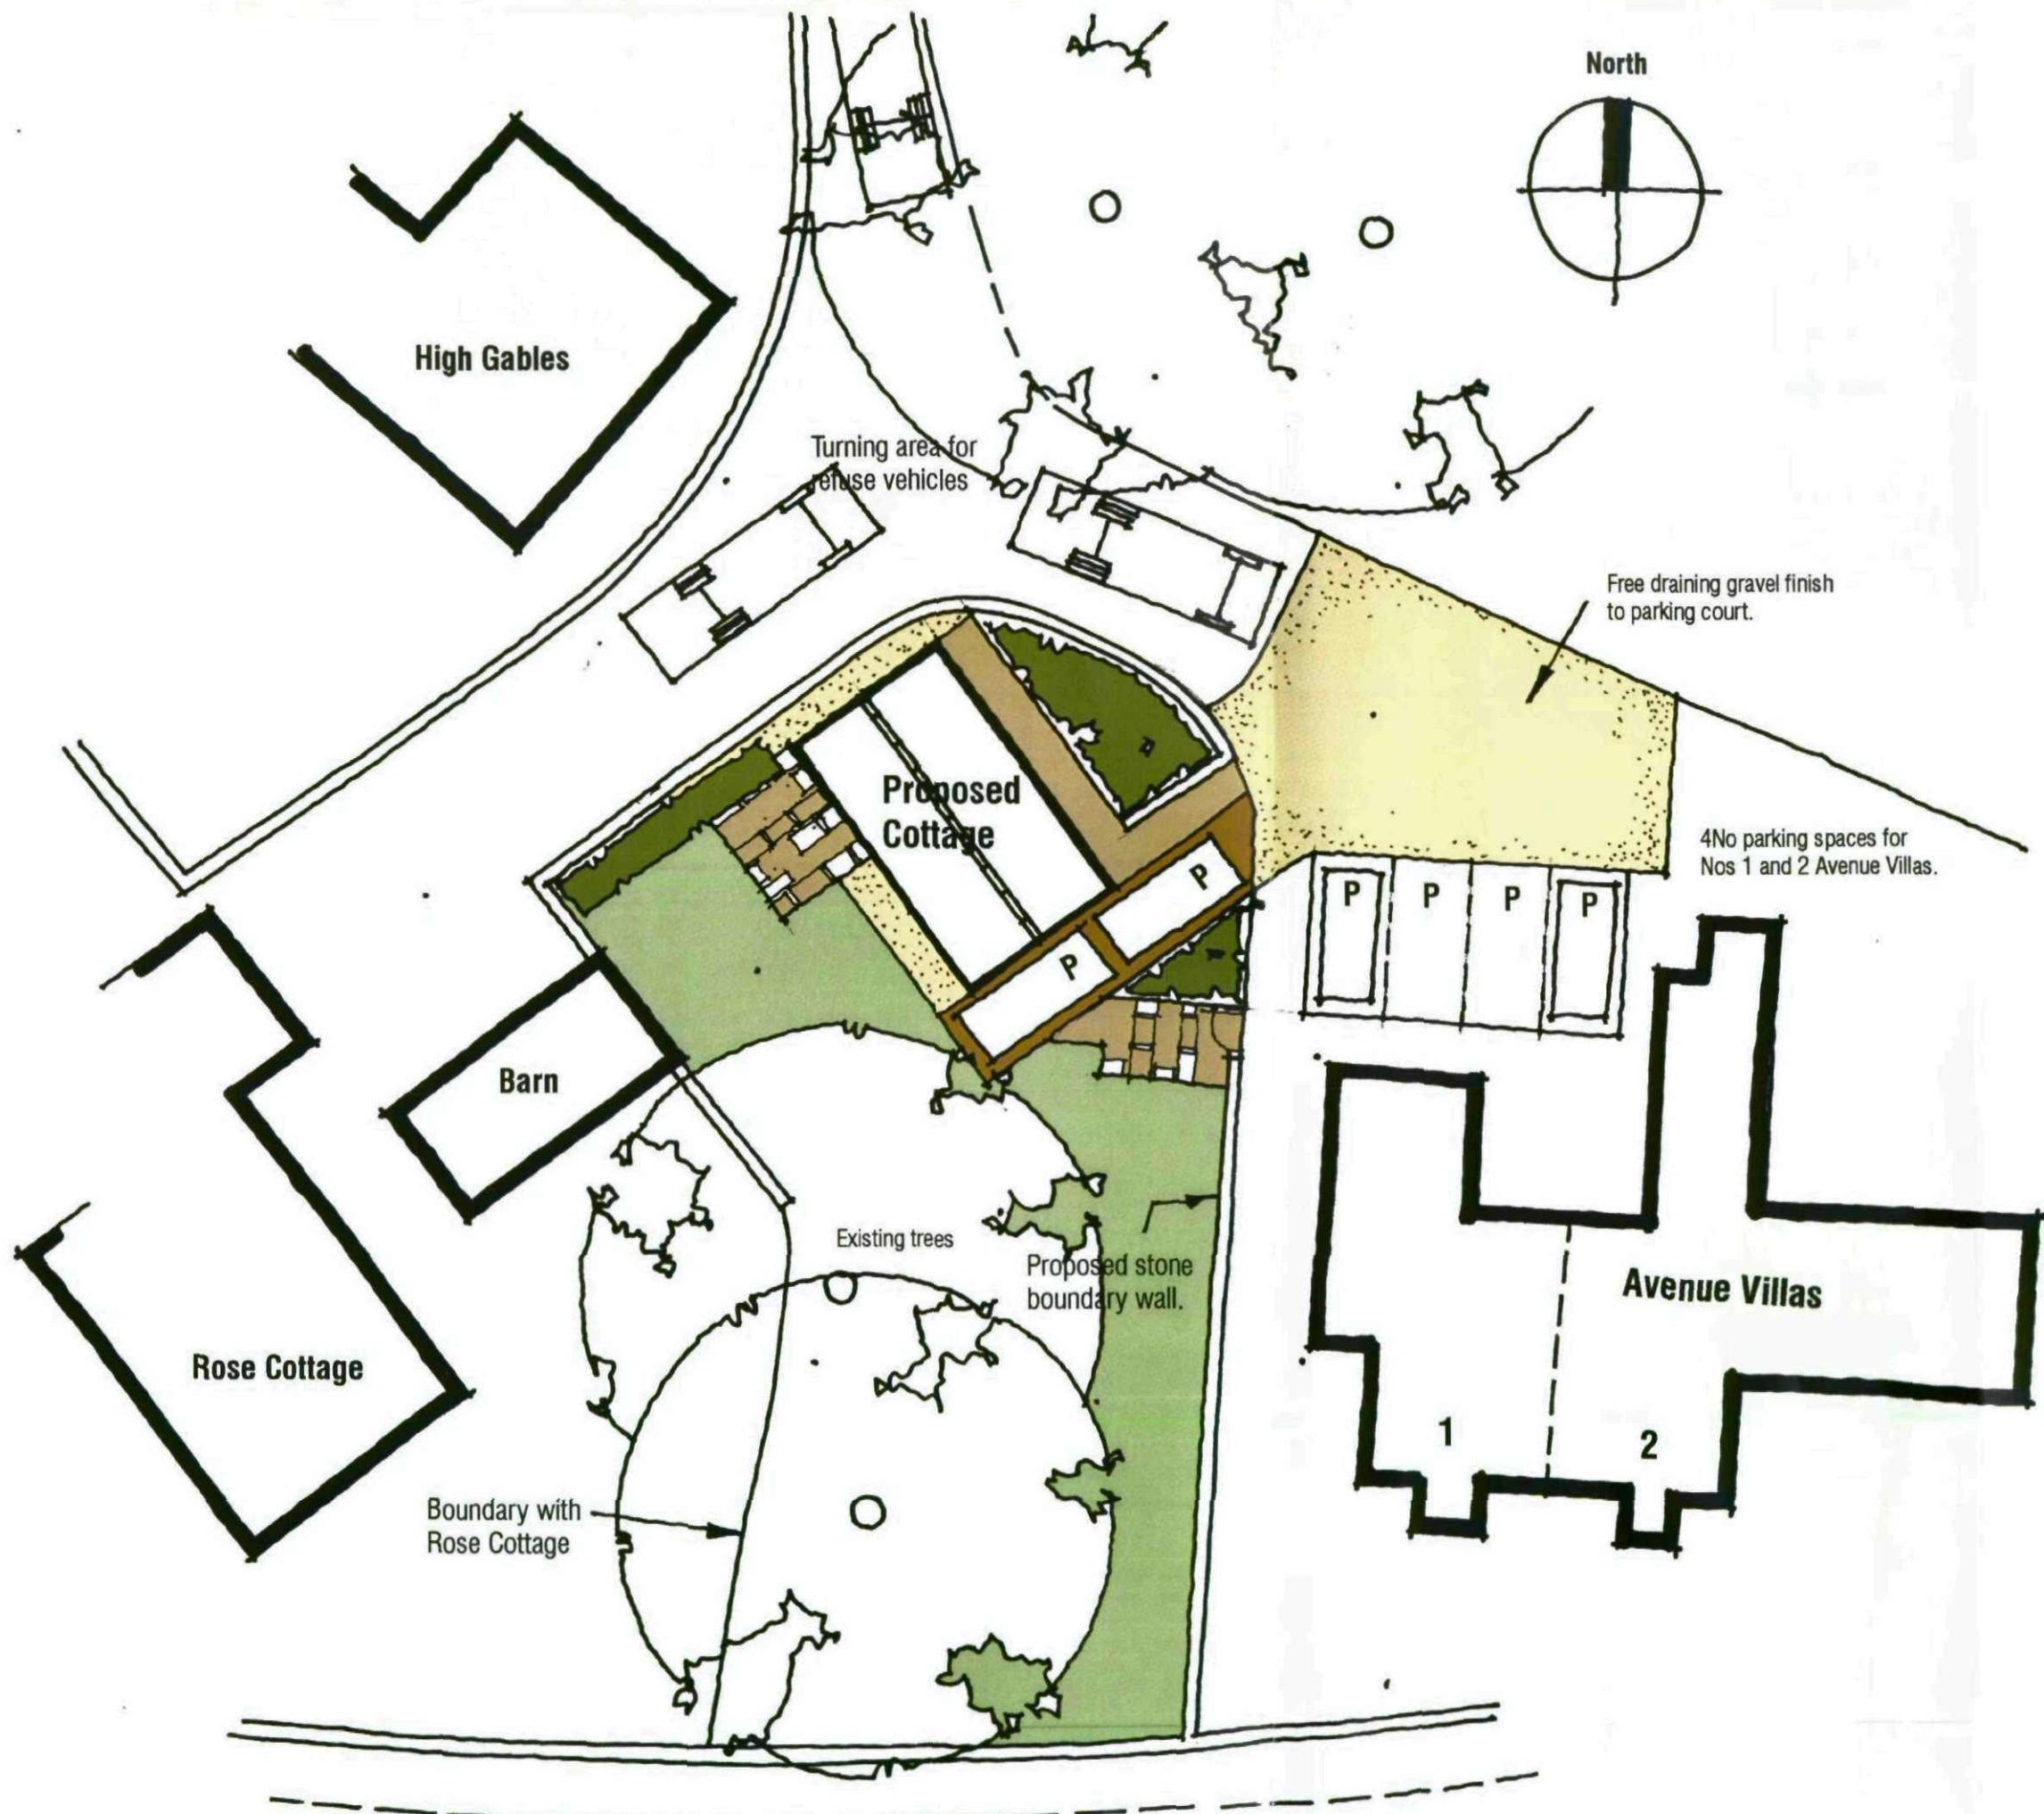 North
High Gables
Turning area for
refuse vehicles
Free draining gravel finish
to parking court.
Proposed
Cottage
4No parking spaces for
Nos 1 and 2 Avenue Villas.
P
P
P
P
P
P
Barn
Existing trees
Proposed stone
boundary wall.
Avenue Villas
Rose Cottage
1
2
Boundary with
Rose Cottage